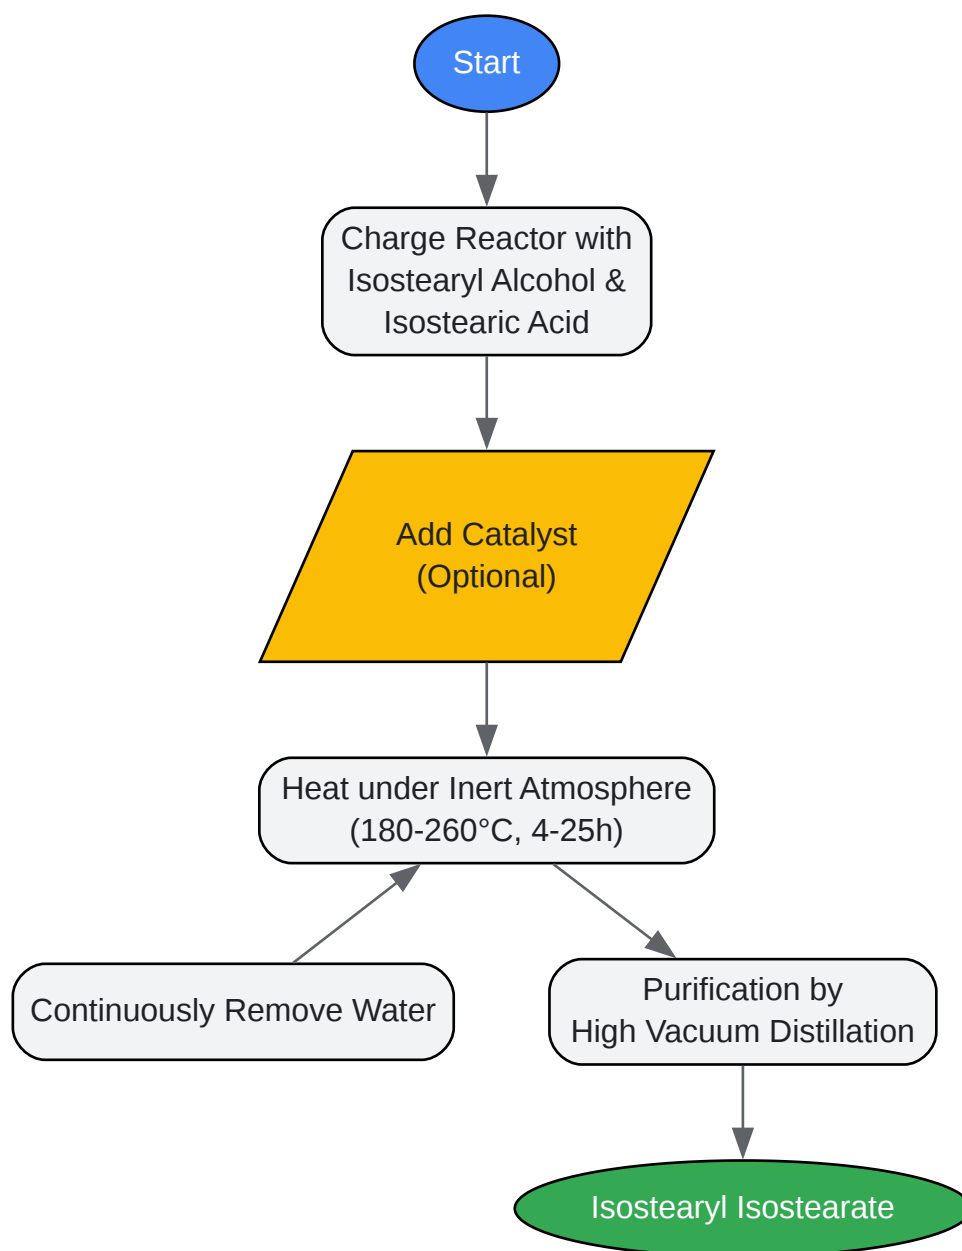 Start
Charge Reactor with
Isostearyl Alcohol &
Isostearic Acid
Add Catalyst
(Optional)
Heat under Inert Atmosphere
(180-260°C, 4-25h)
Continuously Remove Water
Purification by
High Vacuum Distillation
Isostearyl Isostearate